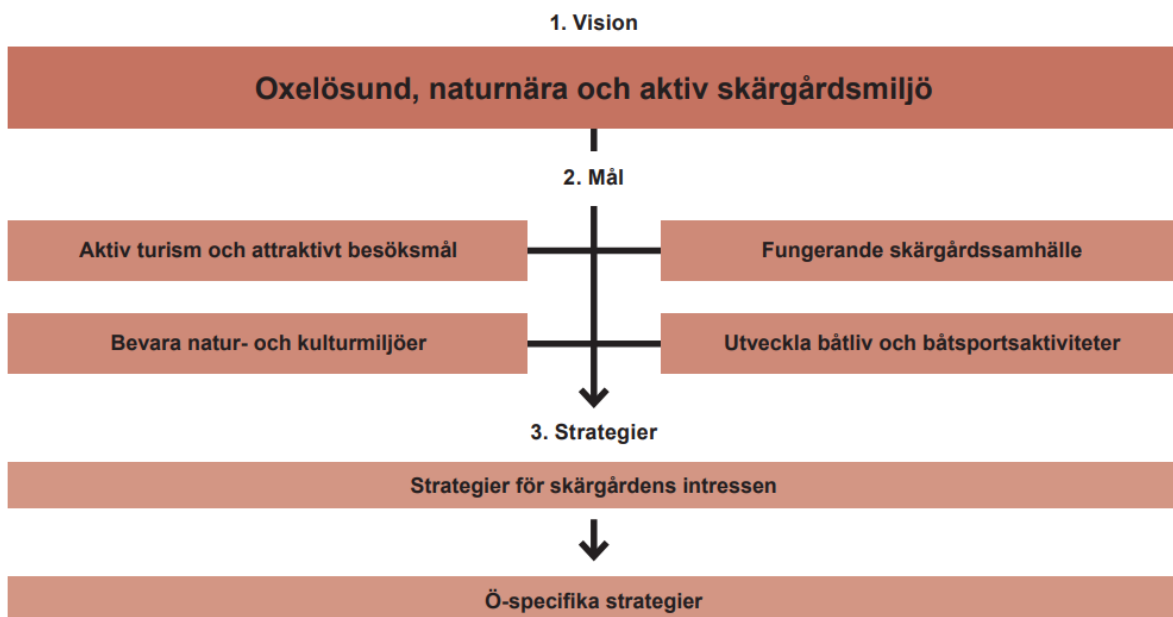 1. Vision
Oxelösund, naturnära och aktiv skärgårdsmiljö
2. Mål
Aktiv turism och attraktivt besöksmål
Fungerande skärgårdssamhälle
Bevara natur- och kulturmiljöer
Utveckla båtliv och båtsportsaktiviteter
3. Strategier
Strategier för skärgårdens intressen
Ö-specifika strategier